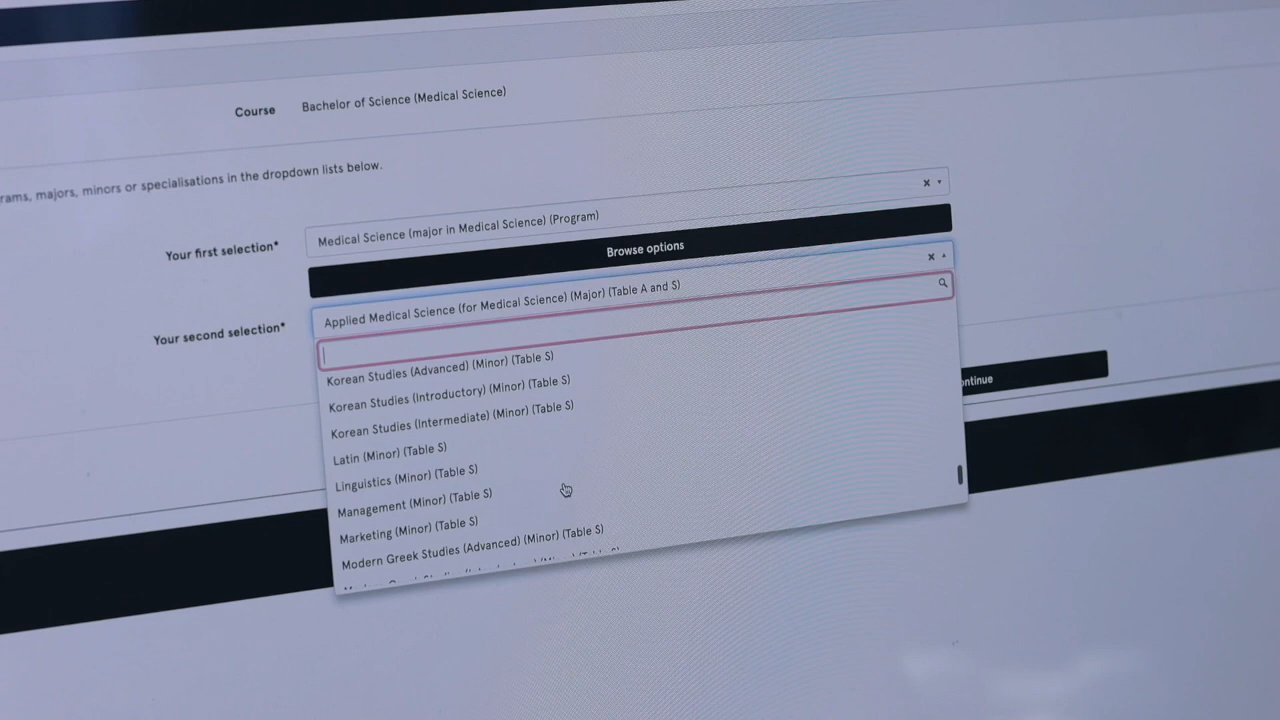 Course Bachelor of Science (Medical Science)
rams, majors, minors or specialisations in the dropdown lists below.
Your first selection* Medical Science (major in Medical Science) (Program)
Browse options
Your second selection* Applied Medical Science (for Medical Science) (Major) (Table A and S)
Korean Studies (Advanced) (Minor) (Table S)
Korean Studies (Introductory) (Minor) (Table S)
Korean Studies (Intermediate) (Minor) (Table S)
Latin (Minor) (Table S)
ontinue
Linguistics (Minor) (Table S)
Management (Minor) (Table S)
Marketing (Minor) (Table S)
Modern Greek Studies (Advanced) (Minor) (Table S)